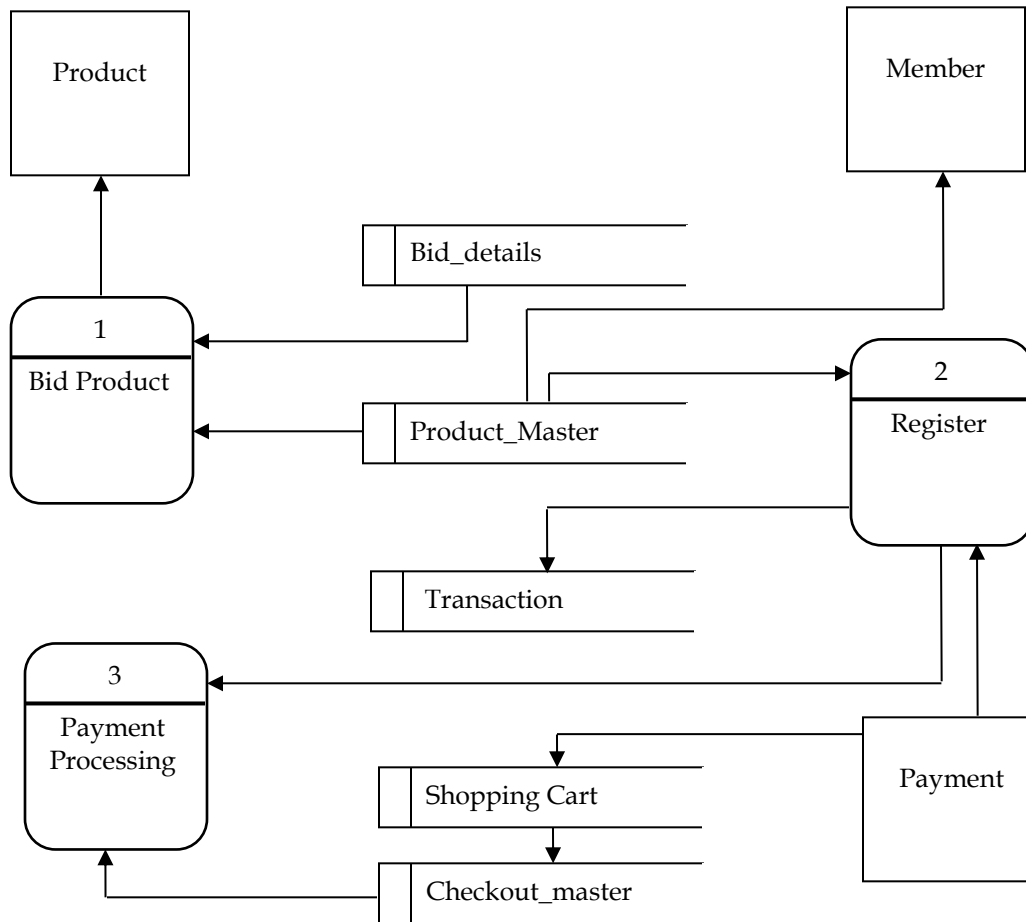 Product
Member
Bid_details
1
Bid Product
2
Register
Product_Master
Transaction
3
Payment
Processing
Shopping Cart
Payment
Checkout_master